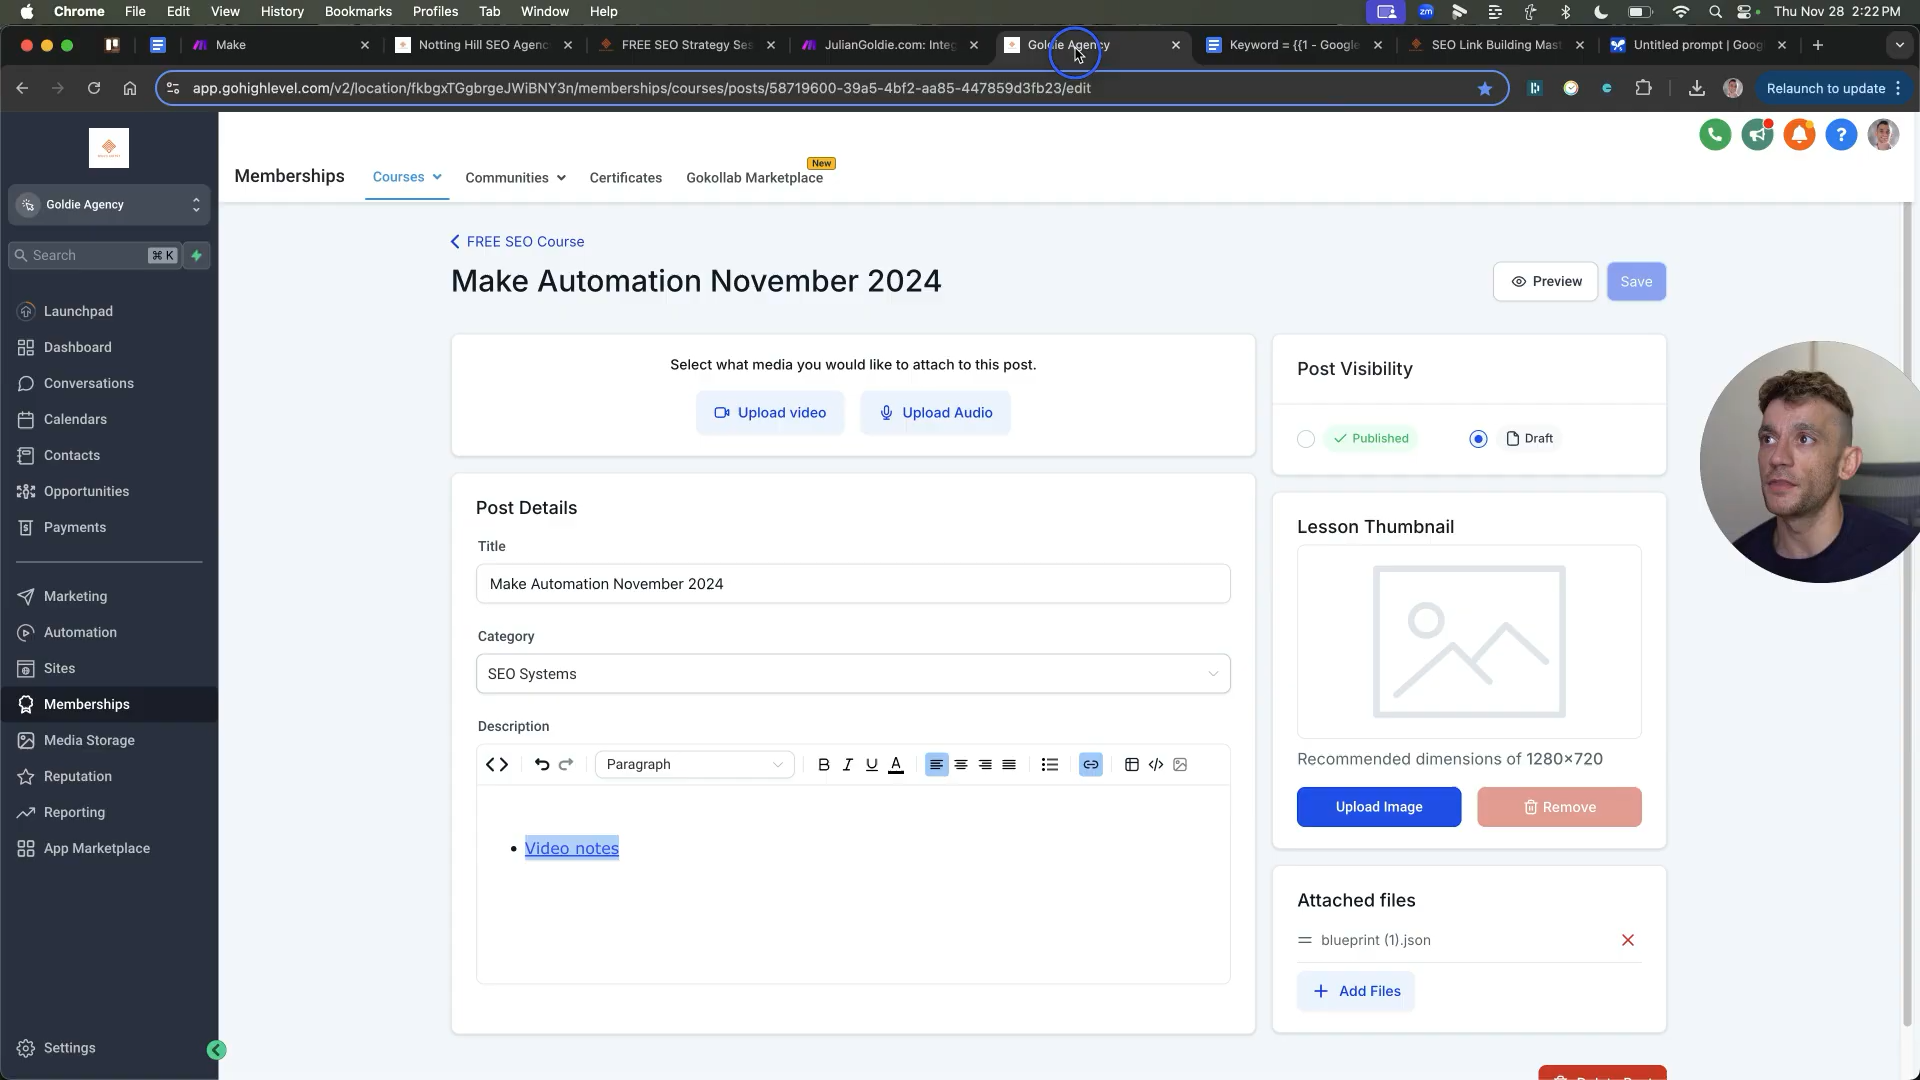 Chrome File Edit View History Bookmarks Profiles Tab Window Help
zm
Thu Nov 28 2:22 PM
Make
Notting Hill SEO Agenc
FREE SEO Strategy Ses
JulianGoldie.com: Integ
Goldie Agency
Keyword = {{1 - Google
SEO Link Building Mast
Untitled prompt | Goog
app.gohighlevel.com/v2/location/fkbgxTGgbrgeJWiBNY3n/memberships/courses/posts/58719600-39a5-4bf2-aa85-447859d3fb23/edit
Relaunch to update
Goldie Agency
Search ⌘ K
Launchpad
Dashboard
Conversations
Calendars
Contacts
Opportunities
Payments
Marketing
Automation
Sites
Memberships
Media Storage
Reputation
Reporting
App Marketplace
Settings
Memberships
Courses
Communities
Certificates
Gokollab Marketplace
New
FREE SEO Course
Make Automation November 2024
Preview
Save
Select what media you would like to attach to this post.
Upload video
Upload Audio
Post Details
Title
Make Automation November 2024
Category
SEO Systems
Description
Paragraph
B I U A
• Video notes
Post Visibility
Published
Draft
Lesson Thumbnail
Recommended dimensions of 1280x720
Upload Image
Remove
Attached files
blueprint (1).json
+ Add Files